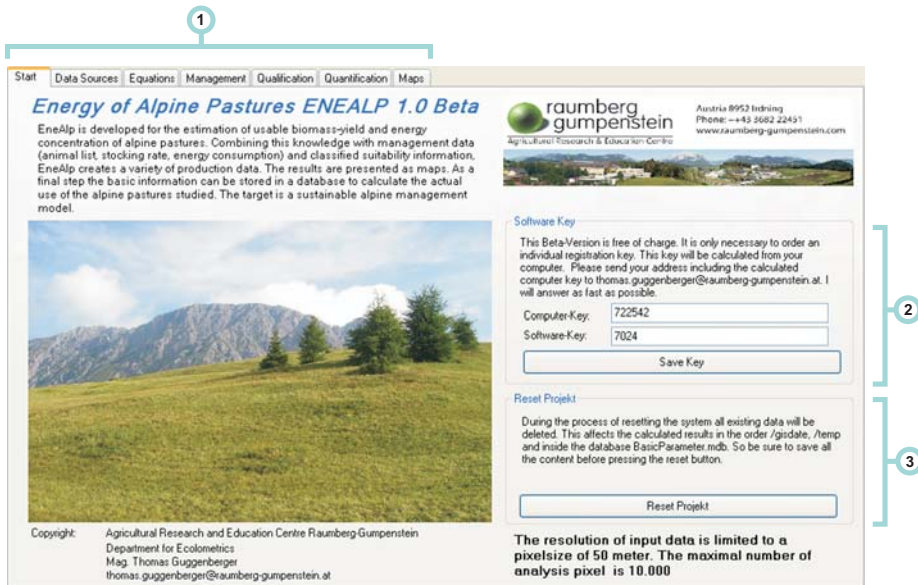 1
Start Data Sources Equations Management Qualification Quantification Maps
Energy of Alpine Pastures ENEALP 1.0 Beta
EneAlp is developed for the estimation of usable biomass-yield and energy
concentration of alpine pastures. Combining this knowledge with management data
(animal list, stocking rate, energy consumption) and classified suitability information,
EneAlp creates a variety of production data. The results are presented as maps. As a
final step the basic information can be stored in a database to calculate the actual
use of the alpine pastures studied. The target is a sustainable alpine management
model.
raumberg
gumpenstein
Agricultural Research & Education Centre
Austria 8952 Irdning
Phone: ~+43 3682 22451
www.raumberg-gumpenstein.com
Software Key
This Beta-Version is free of charge. It is only necessary to order an
individual registration key. This key will be calculated from your
computer. Please send your address including the calculated
computer key to thomas.guggenberger@raumberg-gumpenstein.at. I
will answer as fast as possible.
Computer-Key: 722542
Software-Key: 7024
Save Key
2
Reset Projekt
During the process of resetting the system all existing data will be
deleted. This affects the calculated results in the order /gisdate, /temp
and inside the database BasicParameter.mdb. So be sure to save all
the content before pressing the reset button.
Reset Projekt
3
Copyright: Agricultural Research and Education Centre Raumberg-Gumpenstein
Department for Ecolometrics
Mag. Thomas Guggenberger
thomas.guggenberger@raumberg-gumpenstein.at
The resolution of input data is limited to a
pixelsize of 50 meter. The maximal number of
analysis pixel is 10.000